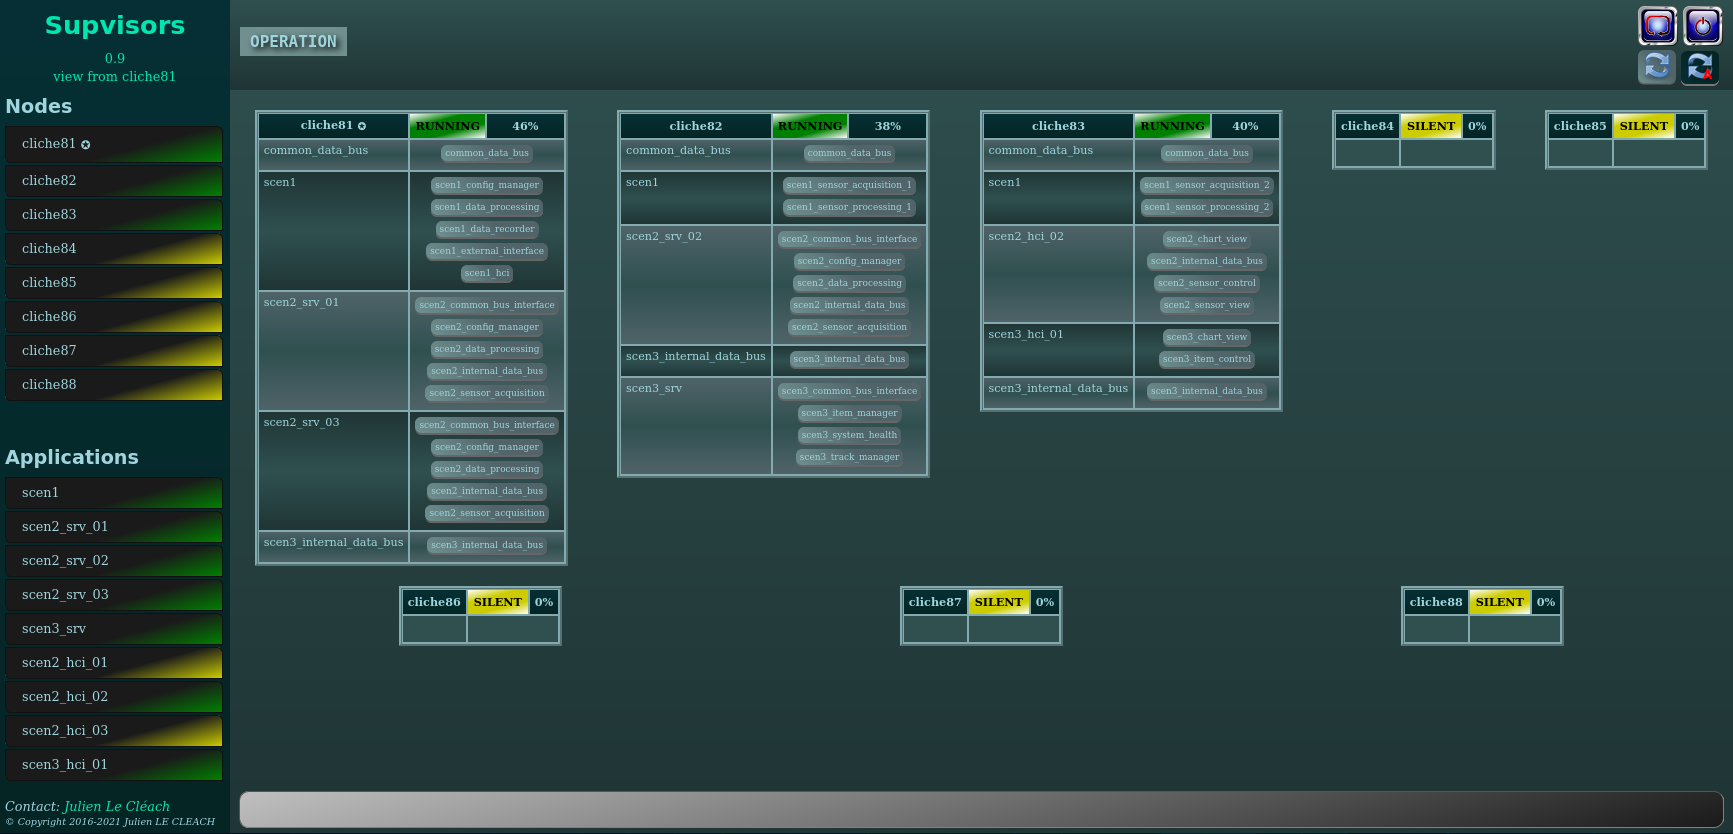 Supvisors
0.9
view from cliche81
Nodes
cliche81 ✪
cliche82
cliche83
cliche84
cliche85
cliche86
cliche87
cliche88
Applications
scen1
scen2_srv_01
scen2_srv_02
scen2_srv_03
scen3_srv
scen2_hci_01
scen2_hci_02
scen2_hci_03
scen3_hci_01
Contact: Julien Le Cléach
© Copyright 2016-2021 Julien LE CLEACH
OPERATION
cliche81 ✪ RUNNING 46%
common_data_bus common_data_bus
scen1 scen1_config_manager
scen1_data_processing
scen1_data_recorder
scen1_external_interface
scen1_hci
scen2_srv_01 scen2_common_bus_interface
scen2_config_manager
scen2_data_processing
scen2_internal_data_bus
scen2_sensor_acquisition
scen2_srv_03 scen2_common_bus_interface
scen2_config_manager
scen2_data_processing
scen2_internal_data_bus
scen2_sensor_acquisition
scen3_internal_data_bus scen3_internal_data_bus
cliche82 RUNNING 38%
common_data_bus common_data_bus
scen1 scen1_sensor_acquisition_1
scen1_sensor_processing_1
scen2_srv_02 scen2_common_bus_interface
scen2_config_manager
scen2_data_processing
scen2_internal_data_bus
scen2_sensor_acquisition
scen3_internal_data_bus scen3_internal_data_bus
scen3_srv scen3_common_bus_interface
scen3_item_manager
scen3_system_health
scen3_track_manager
cliche83 RUNNING 40%
common_data_bus common_data_bus
scen1 scen1_sensor_acquisition_2
scen1_sensor_processing_2
scen2_hci_02 scen2_chart_view
scen2_internal_data_bus
scen2_sensor_control
scen2_sensor_view
scen3_hci_01 scen3_chart_view
scen3_item_control
scen3_internal_data_bus scen3_internal_data_bus
cliche84 SILENT 0%
cliche85 SILENT 0%
cliche86 SILENT 0%
cliche87 SILENT 0%
cliche88 SILENT 0%